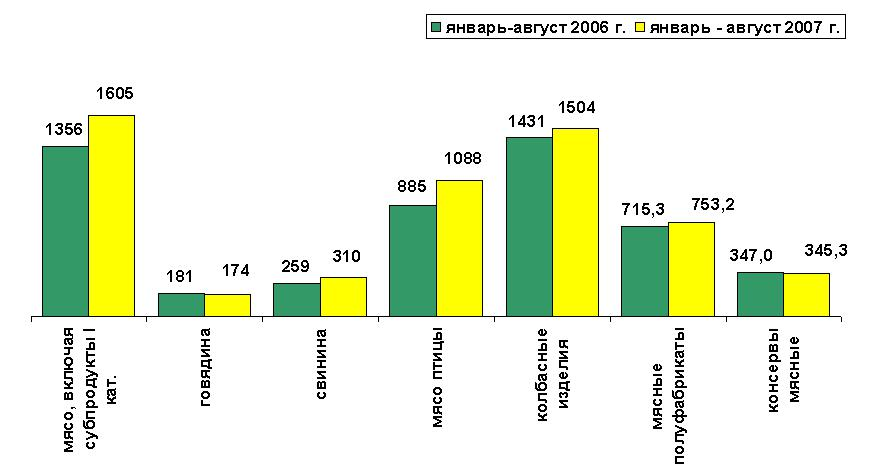 январь-август 2006 г.
январь - август 2007 г.
1356
1605
181
174
259
310
885
1088
1431
1504
715,3
753,2
347,0
345,3
мясо, включая
субпродукты I
кат.
говядина
свинина
мясо птицы
колбасные
изделия
мясные
полуфабрикаты
консервы
мясные